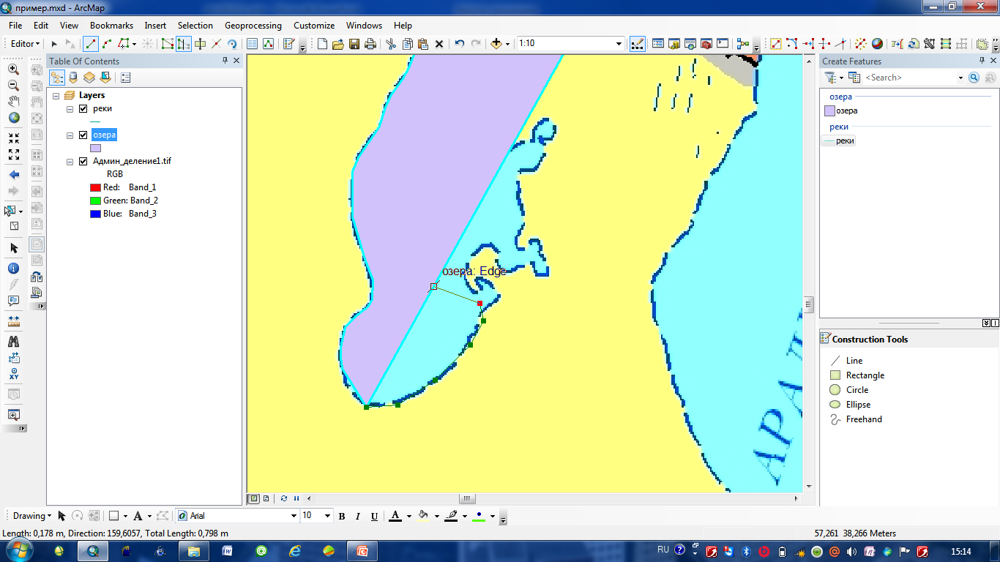 пример.mxd - ArcMap
File Edit View Bookmarks Insert Selection Geoprocessing Customize Windows Help
Editor 1:10
Table Of Contents
Layers
реки
озера
Админ_деление1.tif
RGB
Red: Band_1
Green: Band_2
Blue: Band_3
озера: Edge
АРАЛ
Create Features
<Search>
озера
озера
реки
реки
Construction Tools
Line
Rectangle
Circle
Ellipse
Freehand
Drawing A Arial 10 B I U A
Length: 0,178 m, Direction: 159,6057, Total Length: 0,798 m
57,261 38,266 Meters
RU 15:14